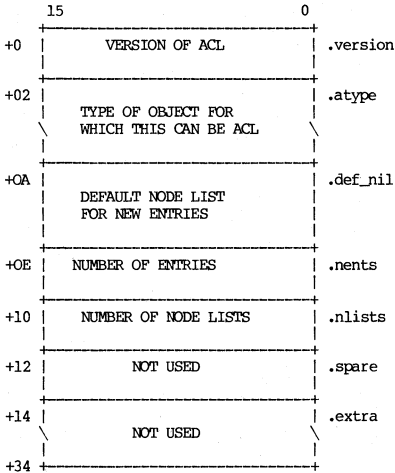 15 0
+0 VERSION OF ACL .version
+02 .atype
TYPE OF OBJECT FOR
WHICH THIS CAN BE ACL
+0A .def_nil
DEFAULT NODE LIST
FOR NEW ENTRIES
+0E NUMBER OF ENTRIES .nents
+10 NUMBER OF NODE LISTS .nlists
+12 NOT USED .spare
+14 .extra
NOT USED
+34